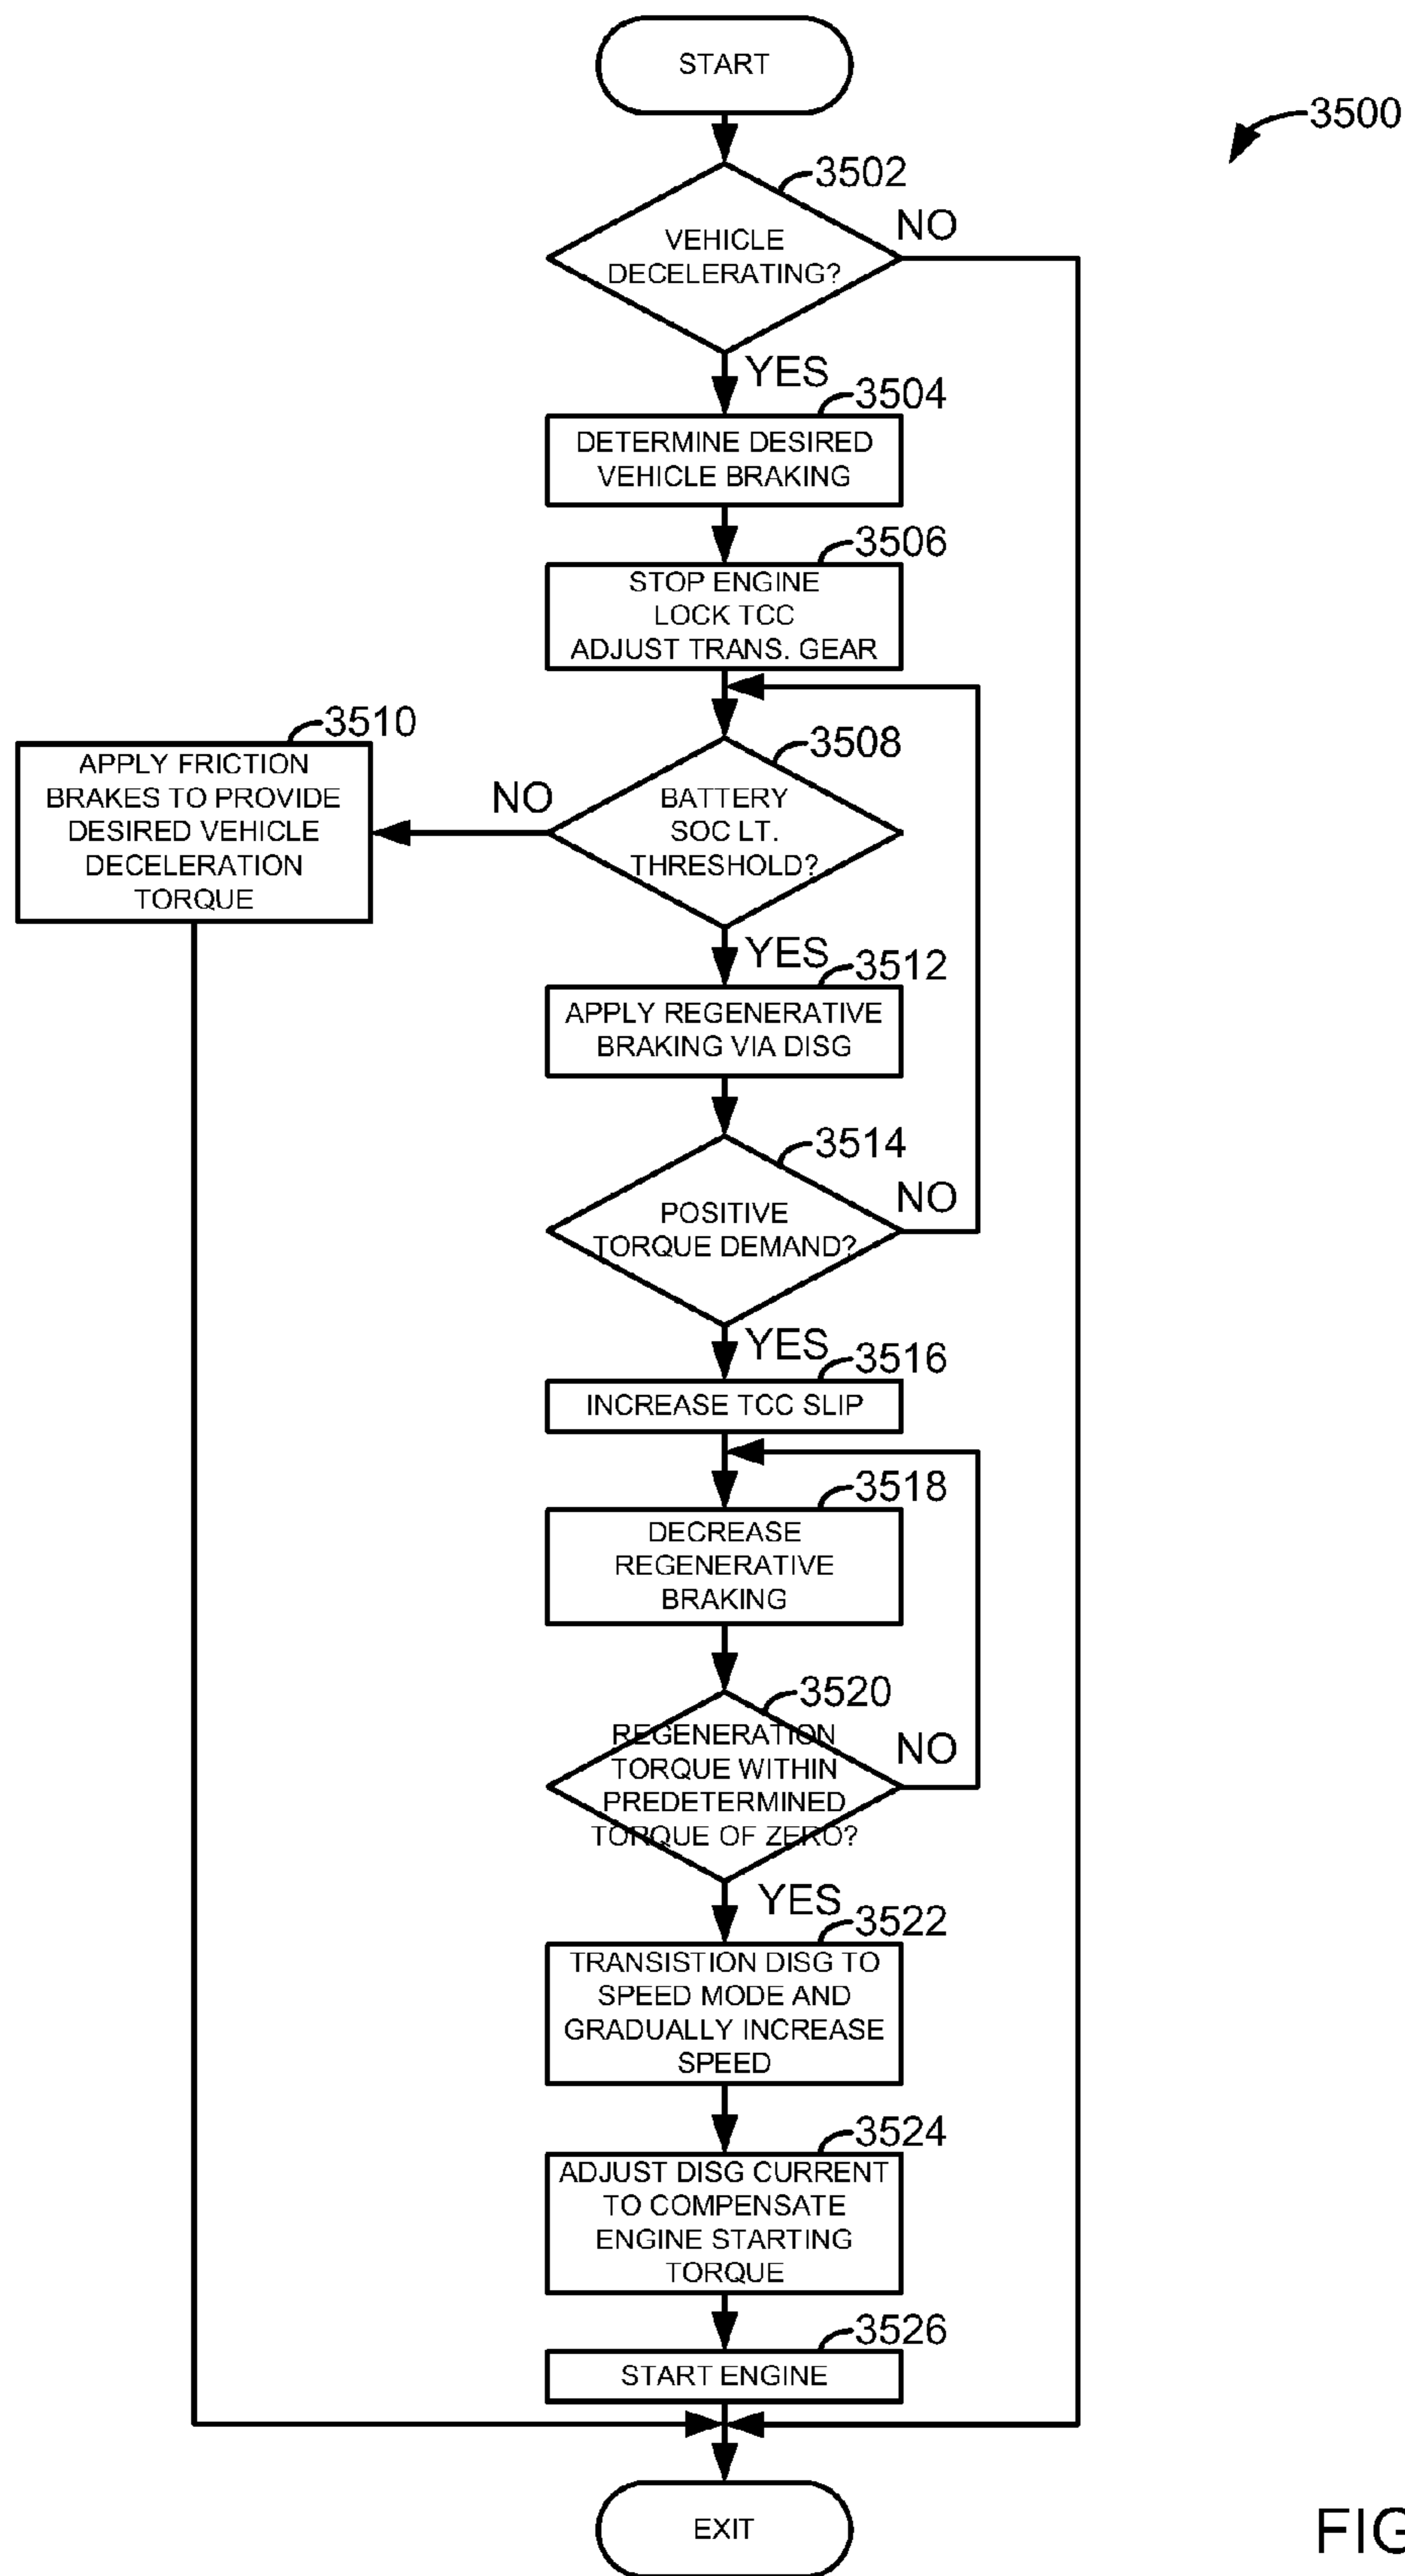 START
3500
3502
VEHICLE
DECELERATING?
NO
YES
3504
DETERMINE DESIRED
VEHICLE BRAKING
3506
STOP ENGINE
LOCK TCC
ADJUST TRANS. GEAR
3510
APPLY FRICTION
BRAKES TO PROVIDE
DESIRED VEHICLE
DECELERATION
TORQUE
NO
3508
BATTERY
SOC LT.
THRESHOLD?
YES
3512
APPLY REGENERATIVE
BRAKING VIA DISG
3514
POSITIVE
TORQUE DEMAND?
NO
YES
3516
INCREASE TCC SLIP
3518
DECREASE
REGENERATIVE
BRAKING
3520
REGENERATION
TORQUE WITHIN
PREDETERMINED
TORQUE OF ZERO?
NO
YES
3522
TRANSISTION DISG TO
SPEED MODE AND
GRADUALLY INCREASE
SPEED
3524
ADJUST DISG CURRENT
TO COMPENSATE
ENGINE STARTING
TORQUE
3526
START ENGINE
EXIT